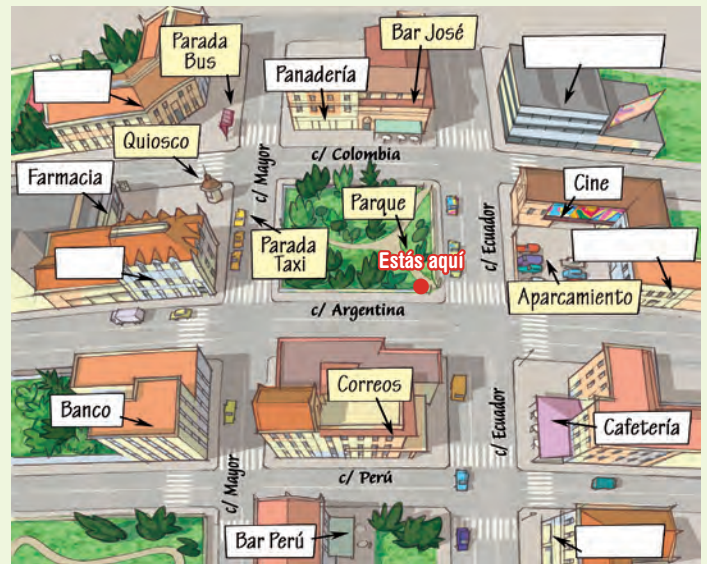 Parada
Bus
Bar José
Panadería
Quiosco
c/ Mayor
c/ Colombia
Farmacia
Cine
Parque
Parada
Taxi
Estás aquí
c/ Ecuador
Aparcamiento
c/ Argentina
Correos
Banco
c/ Ecuador
Cafetería
c/ Mayor
c/ Perú
Bar Perú